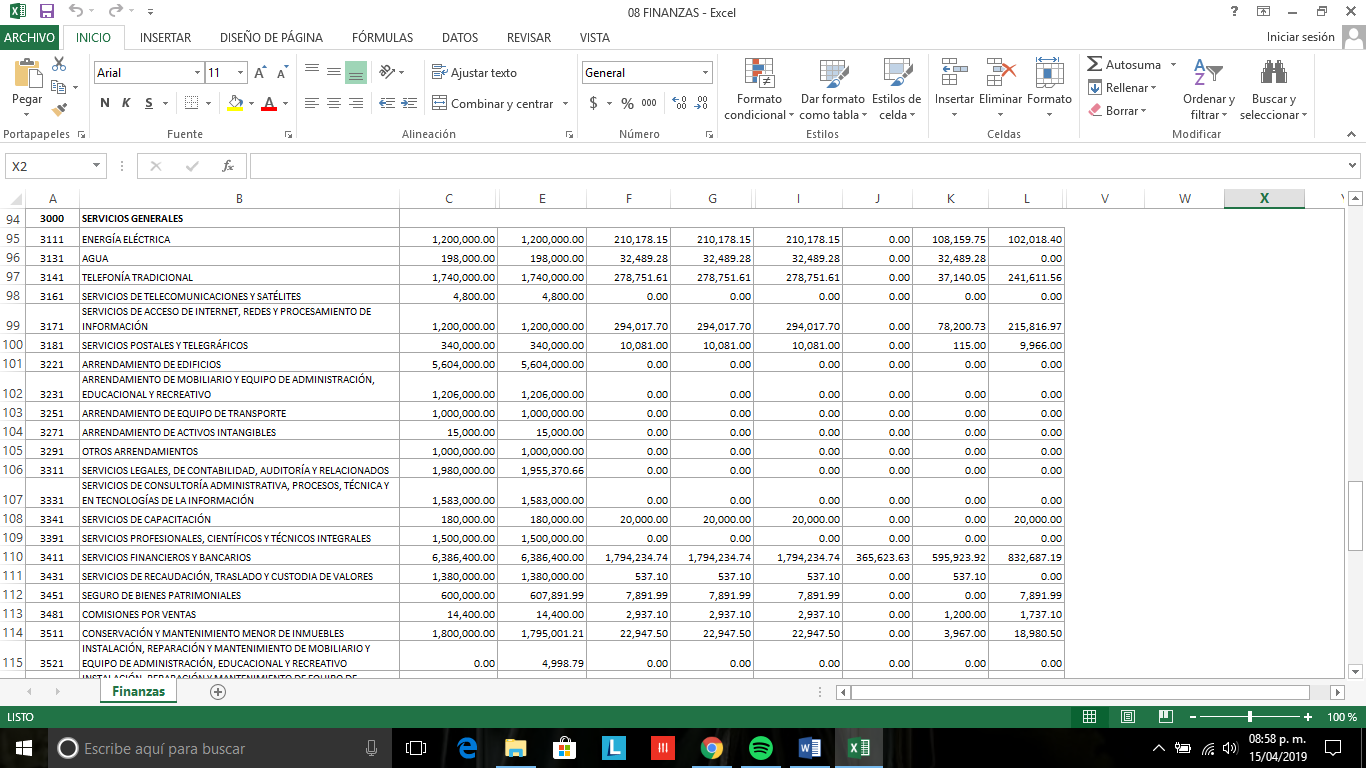 08 FINANZAS - Excel
ARCHIVO INICIO INSERTAR DISEÑO DE PÁGINA FÓRMULAS DATOS REVISAR VISTA Iniciar sesión
Pegar
Arial 11
N K S
Ajustar texto
Combinar y centrar
General
$ % 000
Formato condicional
Dar formato como tabla
Estilos de celda
Insertar Eliminar Formato
Autosuma
Rellenar
Borrar
Ordenar y filtrar
Buscar y seleccionar
Portapapeles Fuente Alineación Número Estilos Celdas Modificar
X2 fx
A B C E F G I J K L V W X
94 3000 SERVICIOS GENERALES
95 3111 ENERGÍA ELÉCTRICA 1,200,000.00 1,200,000.00 210,178.15 210,178.15 210,178.15 0.00 108,159.75 102,018.40
96 3131 AGUA 198,000.00 198,000.00 32,489.28 32,489.28 32,489.28 0.00 32,489.28 0.00
97 3141 TELEFONÍA TRADICIONAL 1,740,000.00 1,740,000.00 278,751.61 278,751.61 278,751.61 0.00 37,140.05 241,611.56
98 3161 SERVICIOS DE TELECOMUNICACIONES Y SATÉLITES 4,800.00 4,800.00 0.00 0.00 0.00 0.00 0.00 0.00
SERVICIOS DE ACCESO DE INTERNET, REDES Y PROCESAMIENTO DE
99 3171 INFORMACIÓN 1,200,000.00 1,200,000.00 294,017.70 294,017.70 294,017.70 0.00 78,200.73 215,816.97
100 3181 SERVICIOS POSTALES Y TELEGRÁFICOS 340,000.00 340,000.00 10,081.00 10,081.00 10,081.00 0.00 115.00 9,966.00
101 3221 ARRENDAMIENTO DE EDIFICIOS 5,604,000.00 5,604,000.00 0.00 0.00 0.00 0.00 0.00 0.00
ARRENDAMIENTO DE MOBILIARIO Y EQUIPO DE ADMINISTRACIÓN,
102 3231 EDUCACIONAL Y RECREATIVO 1,206,000.00 1,206,000.00 0.00 0.00 0.00 0.00 0.00 0.00
103 3251 ARRENDAMIENTO DE EQUIPO DE TRANSPORTE 1,000,000.00 1,000,000.00 0.00 0.00 0.00 0.00 0.00 0.00
104 3271 ARRENDAMIENTO DE ACTIVOS INTANGIBLES 15,000.00 15,000.00 0.00 0.00 0.00 0.00 0.00 0.00
105 3291 OTROS ARRENDAMIENTOS 1,000,000.00 1,000,000.00 0.00 0.00 0.00 0.00 0.00 0.00
106 3311 SERVICIOS LEGALES, DE CONTABILIDAD, AUDITORÍA Y RELACIONADOS 1,980,000.00 1,955,370.66 0.00 0.00 0.00 0.00 0.00 0.00
SERVICIOS DE CONSULTORÍA ADMINISTRATIVA, PROCESOS, TÉCNICA Y
107 3331 EN TECNOLOGÍAS DE LA INFORMACIÓN 1,583,000.00 1,583,000.00 0.00 0.00 0.00 0.00 0.00 0.00
108 3341 SERVICIOS DE CAPACITACIÓN 180,000.00 180,000.00 20,000.00 20,000.00 20,000.00 0.00 0.00 20,000.00
109 3391 SERVICIOS PROFESIONALES, CIENTÍFICOS Y TÉCNICOS INTEGRALES 1,500,000.00 1,500,000.00 0.00 0.00 0.00 0.00 0.00 0.00
110 3411 SERVICIOS FINANCIEROS Y BANCARIOS 6,386,400.00 6,386,400.00 1,794,234.74 1,794,234.74 1,794,234.74 365,623.63 595,923.92 832,687.19
111 3431 SERVICIOS DE RECAUDACIÓN, TRASLADO Y CUSTODIA DE VALORES 1,380,000.00 1,380,000.00 537.10 537.10 537.10 0.00 537.10 0.00
112 3451 SEGURO DE BIENES PATRIMONIALES 600,000.00 607,891.99 7,891.99 7,891.99 7,891.99 0.00 0.00 7,891.99
113 3481 COMISIONES POR VENTAS 14,400.00 14,400.00 2,937.10 2,937.10 2,937.10 0.00 1,200.00 1,737.10
114 3511 CONSERVACIÓN Y MANTENIMIENTO MENOR DE INMUEBLES 1,800,000.00 1,795,001.21 22,947.50 22,947.50 22,947.50 0.00 3,967.00 18,980.50
INSTALACIÓN, REPARACIÓN Y MANTENIMIENTO DE MOBILIARIO Y
115 3521 EQUIPO DE ADMINISTRACIÓN, EDUCACIONAL Y RECREATIVO 0.00 4,998.79 0.00 0.00 0.00 0.00 0.00 0.00
INSTALACIÓN, REPARACIÓN Y MANTENIMIENTO DE EQUIPO DE
Finanzas
LISTO 100 %
Escribe aquí para buscar
08:58 p. m.
15/04/2019